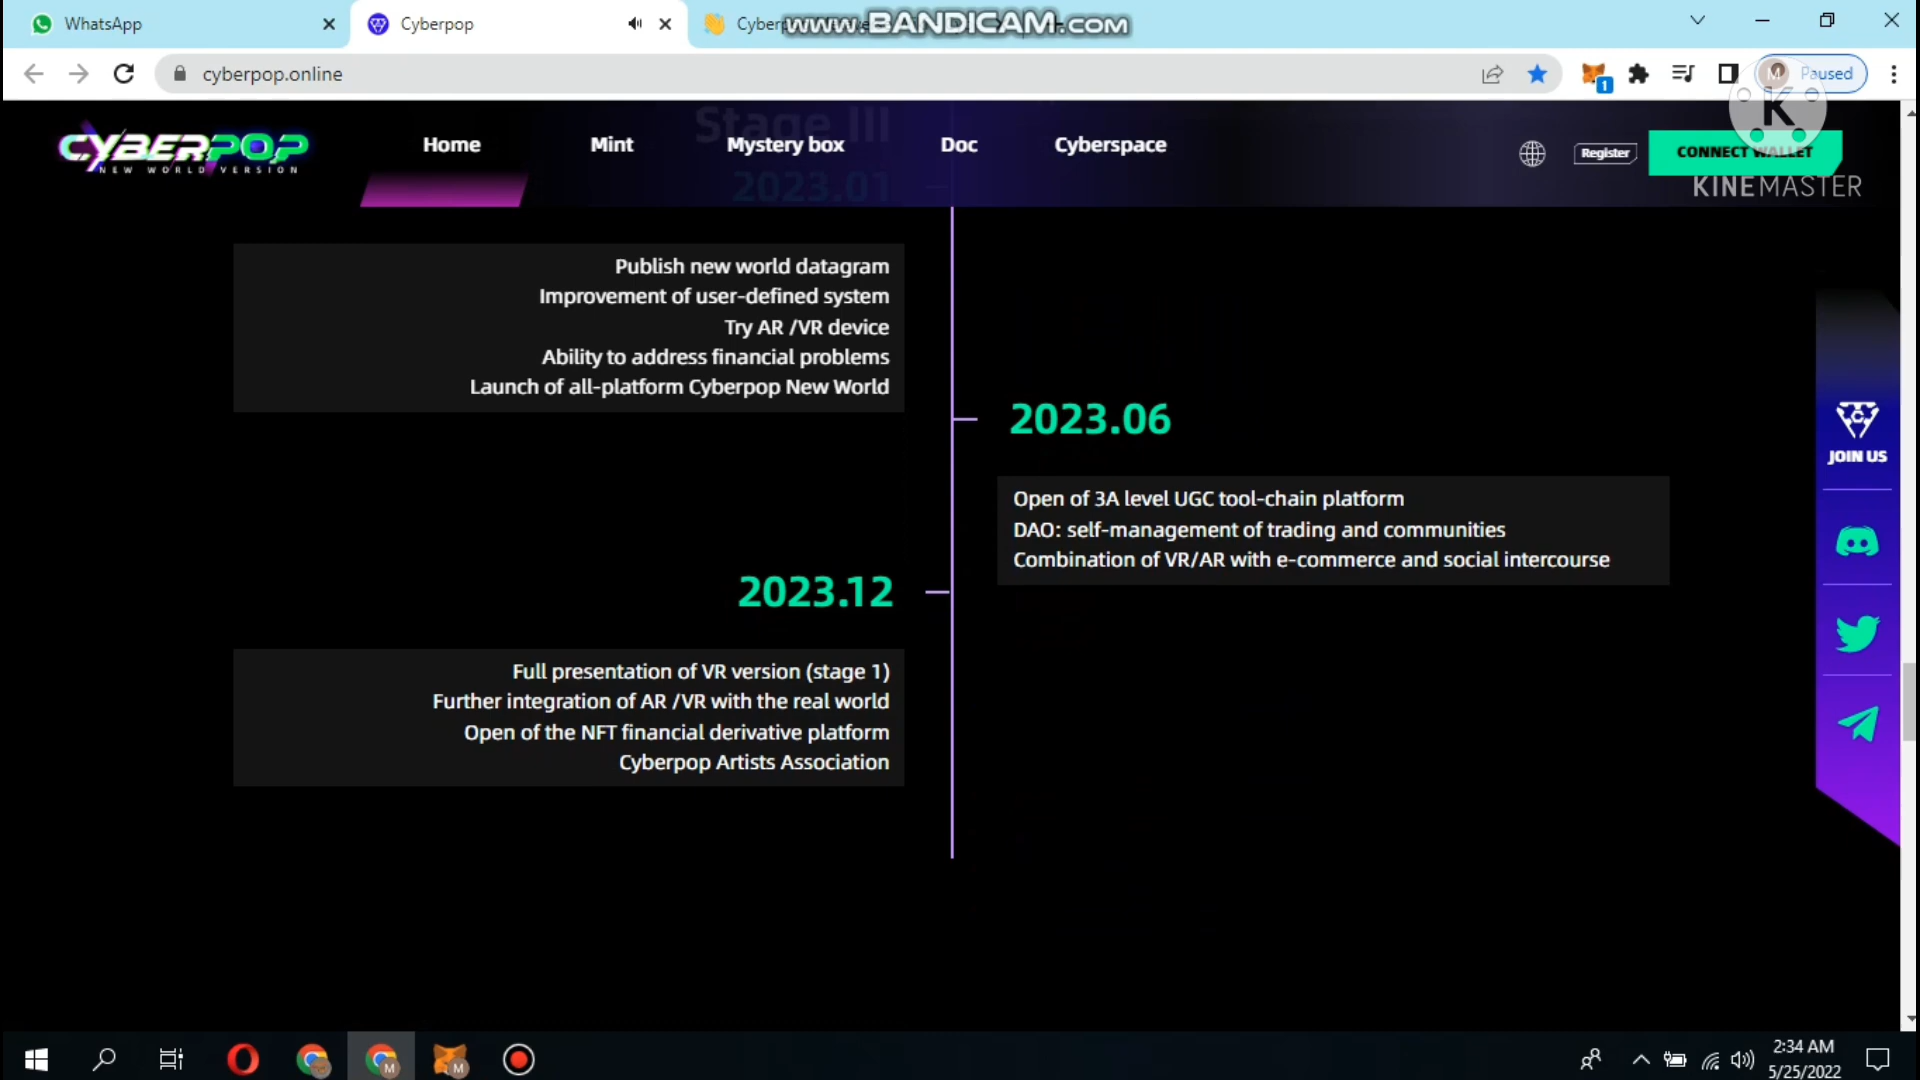 WhatsApp
Cyberpop
www.BANDICAM.com
cyberpop.online
1
M
Paused
K
KINEMASTER
CYBERPOP
NEW WORLD VERSION
Home
Mint
Mystery box
Doc
Cyberspace
Register
CONNECT WALLET
Stage III
2023.01
Publish new world datagram
Improvement of user-defined system
Try AR /VR device
Ability to address financial problems
Launch of all-platform Cyberpop New World
2023.06
Open of 3A level UGC tool-chain platform
DAO: self-management of trading and communities
Combination of VR/AR with e-commerce and social intercourse
2023.12
Full presentation of VR version (stage 1)
Further integration of AR /VR with the real world
Open of the NFT financial derivative platform
Cyberpop Artists Association
JOIN US
2:34 AM
5/25/2022